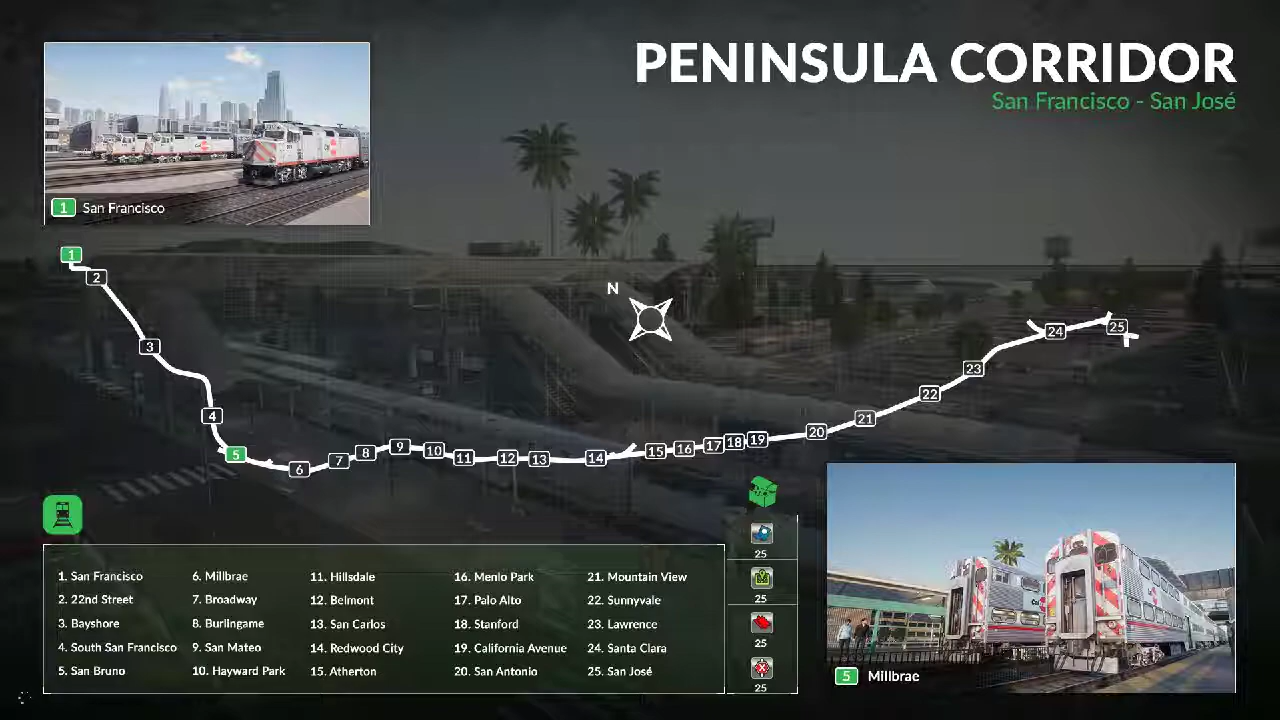 PENINSULA CORRIDOR
San Francisco - San José
1 San Francisco
N
1
2
3
4
5
6
7
8
9
10
11
12
13
14
15
16
17
18
19
20
21
22
23
24
25
1. San Francisco
2. 22nd Street
3. Bayshore
4. South San Francisco
5. San Bruno
6. Millbrae
7. Broadway
8. Burlingame
9. San Mateo
10. Hayward Park
11. Hillsdale
12. Belmont
13. San Carlos
14. Redwood City
15. Atherton
16. Menlo Park
17. Palo Alto
18. Stanford
19. California Avenue
20. San Antonio
21. Mountain View
22. Sunnyvale
23. Lawrence
24. Santa Clara
25. San José
25
25
25
25
5 Millbrae